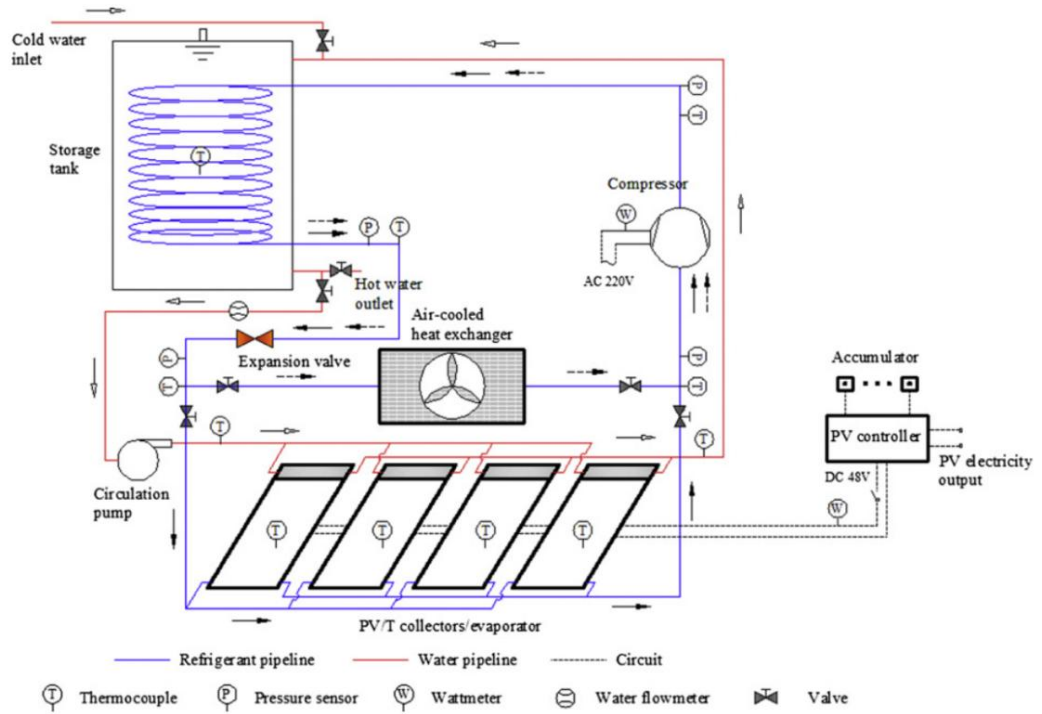 Cold water
inlet
P
T
Storage
tank
T
Compressor
W
P
T
AC 220V
Hot water
outlet
Air-cooled
heat exchanger
P
Expansion valve
T
P
T
Accumulator
PV controller
T
T
DC 48V
PV electricity
output
Circulation
pump
W
T
T
T
T
PV/T collectors/evaporator
Refrigerant pipeline
Water pipeline
Circuit
T Thermocouple
P Pressure sensor
W Wattmeter
Water flowmeter
Valve